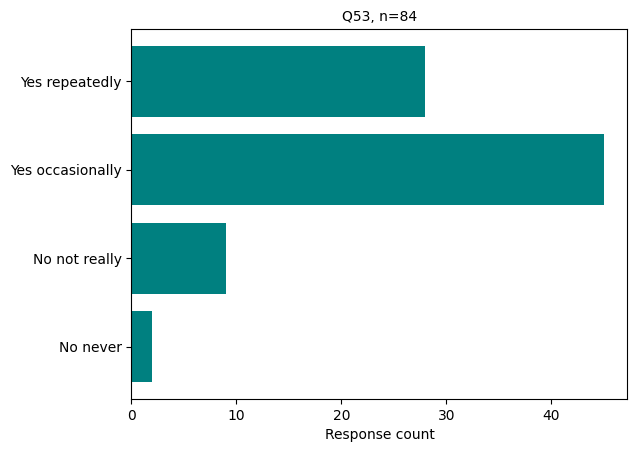 Q53, n=84
Yes repeatedly
Yes occasionally
No not really
No never
0 10 20 30 40
Response count